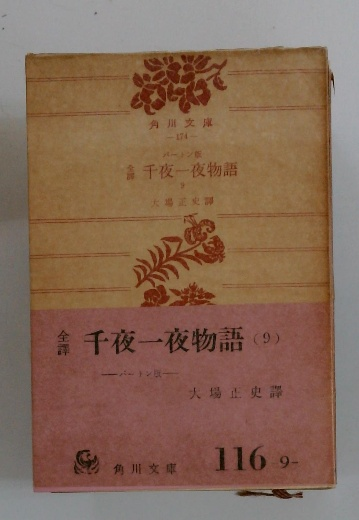 角川文庫
—174—
バートン版
全譯 千夜一夜物語
9
大場正史譯
全譯 千夜一夜物語 (9)
——バートン版——
大場正史譯
角川文庫 116 9-